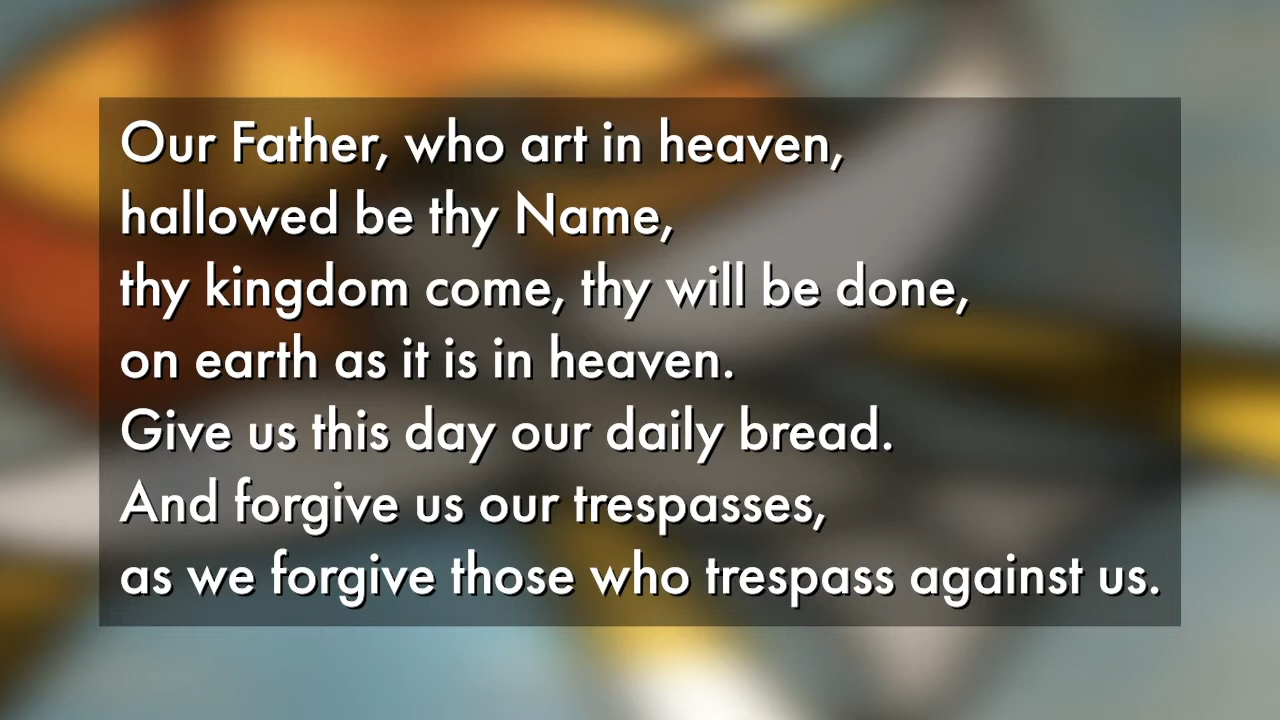 Our Father, who art in heaven,
hallowed be thy Name,
thy kingdom come, thy will be done,
on earth as it is in heaven.
Give us this day our daily bread.
And forgive us our trespasses,
as we forgive those who trespass against us.